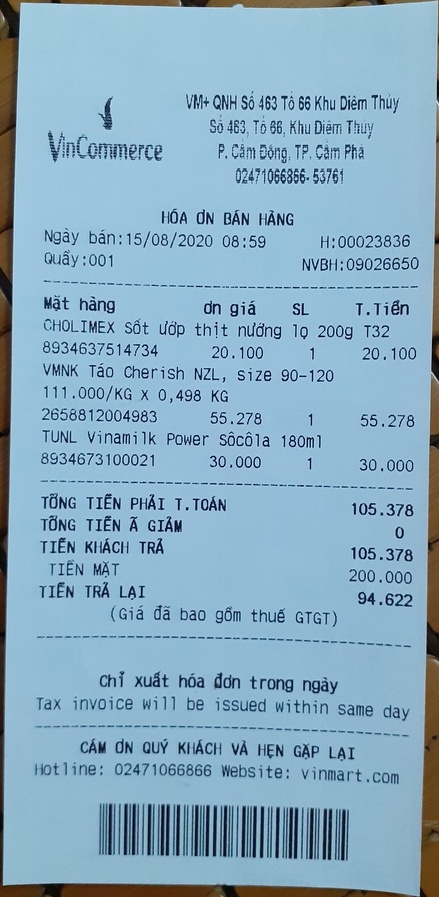 VinCommerce
VM+ QNH Số 463 Tổ 66 Khu Diêm Thủy
Số 463, Tổ 66, Khu Diêm Thủy
P. Cẩm Đông, TP. Cẩm Phả
02471066866- 53761
HÓA ƠN BÁN HÀNG
Ngày bán:15/08/2020 08:59 H:00023836
Quầy:001 NVBH:09026650
Mặt hàng ơn giá SL T.Tiền
CHOLIMEX Sốt ướp thịt nướng lọ 200g T32
8934637514734 20.100 1 20.100
VMNK Táo Cherish NZL, size 90-120
111.000/KG X 0,498 KG
2658812004983 55.278 1 55.278
TUNL Vinamilk Power Sôcôla 180ml
8934673100021 30.000 1 30.000
TỔNG TIỀN PHẢI T.TOÁN 105.378
TỔNG TIỀN Ã GIẢM 0
TIỀN KHÁCH TRẢ 105.378
TIỀN MẶT 200.000
TIỀN TRẢ LẠI 94.622
(Giá đã bao gồm thuế GTGT)
Chỉ xuất hóa đơn trong ngày
Tax invoice will be issued within same day
CẢM ƠN QUÝ KHÁCH VÀ HẸN GẶP LẠI
Hotline: 02471066866 Website: vinmart.com